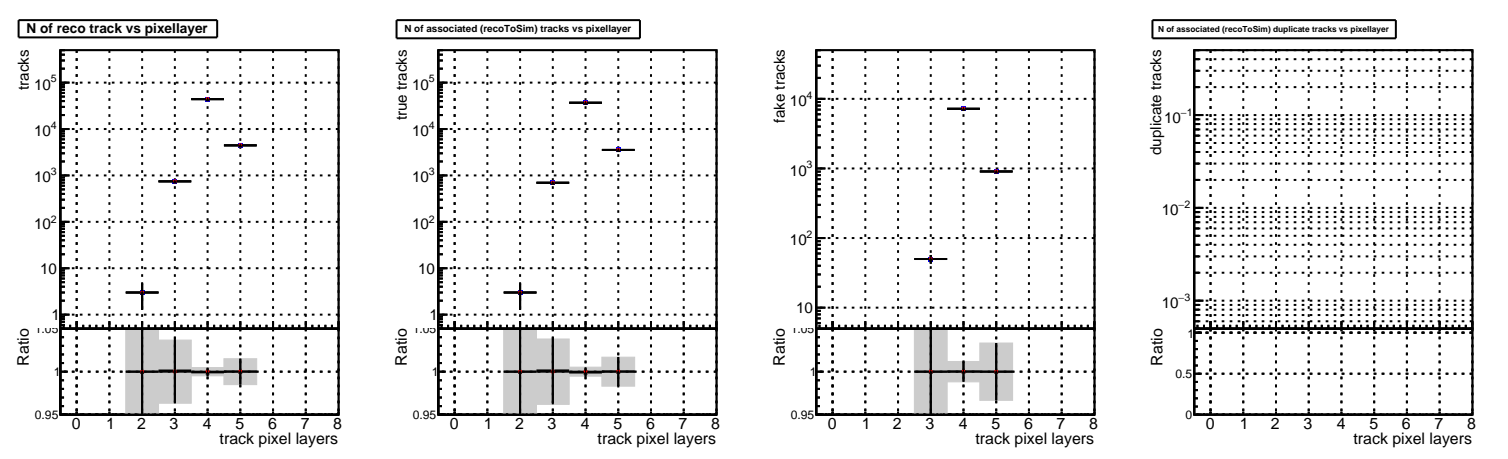 N of reco track vs pixellayer
tracks
10^5
10^4
10^3
10^2
10
1
Ratio
1.05
1
0.95
0 1 2 3 4 5 6 7 8
track pixel layers
N of associated (recoToSim) tracks vs pixellayer
true tracks
10^5
10^4
10^3
10^2
10
1
Ratio
1.05
1
0.95
0 1 2 3 4 5 6 7 8
track pixel layers
fake tracks
10^4
10^3
10^2
10
Ratio
1.05
1
0.95
0 1 2 3 4 5 6 7 8
track pixel layers
N of associated (recoToSim) duplicate tracks vs pixellayer
duplicate tracks
10^−1
10^−2
10^−3
Ratio
1
0.5
0
0 1 2 3 4 5 6 7 8
track pixel layers